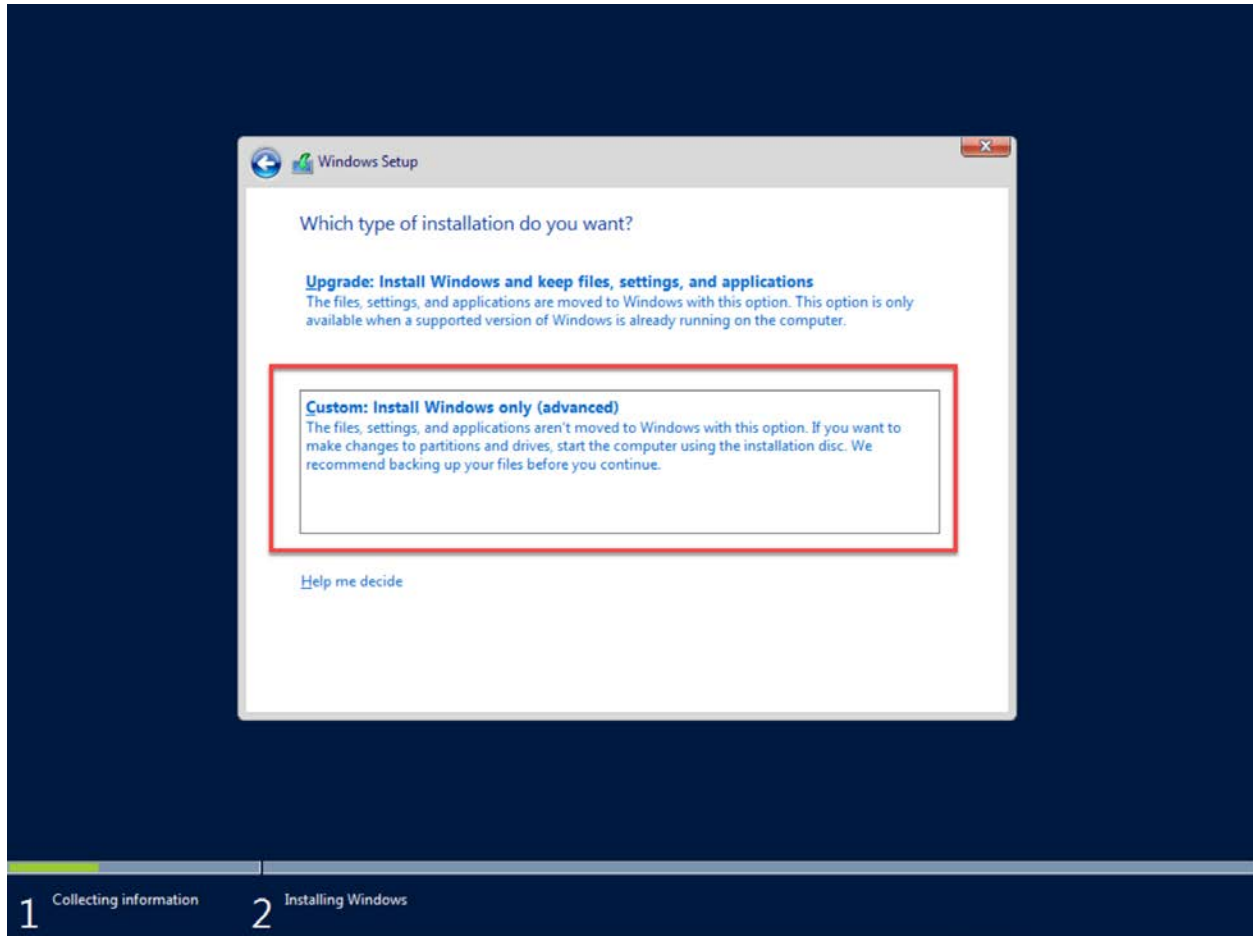 Windows Setup
Which type of installation do you want?
Upgrade: Install Windows and keep files, settings, and applications
The files, settings, and applications are moved to Windows with this option. This option is only
available when a supported version of Windows is already running on the computer.
Custom: Install Windows only (advanced)
The files, settings, and applications aren't moved to Windows with this option. If you want to
make changes to partitions and drives, start the computer using the installation disc. We
recommend backing up your files before you continue.
Help me decide
1 Collecting information 2 Installing Windows